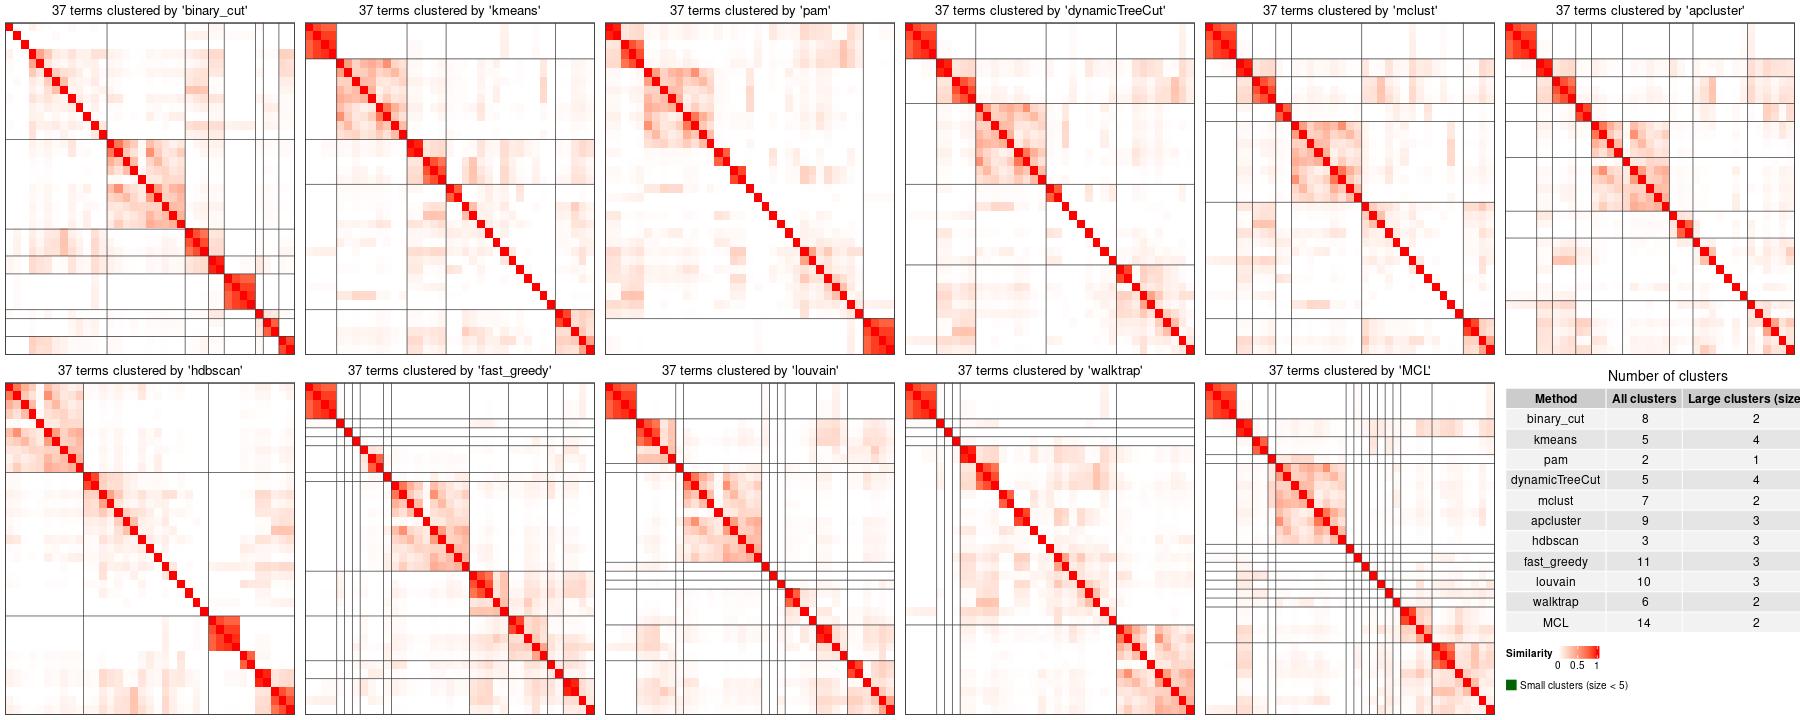 37 terms clustered by 'binary_cut'
37 terms clustered by 'kmeans'
37 terms clustered by 'pam'
37 terms clustered by 'dynamicTreeCut'
37 terms clustered by 'mclust'
37 terms clustered by 'apcluster'
37 terms clustered by 'hdbscan'
37 terms clustered by 'fast_greedy'
37 terms clustered by 'louvain'
37 terms clustered by 'walktrap'
37 terms clustered by 'MCL'
Number of clusters
Method All clusters Large clusters (size
binary_cut 8 2
kmeans 5 4
pam 2 1
dynamicTreeCut 5 4
mclust 7 2
apcluster 9 3
hdbscan 3 3
fast_greedy 11 3
louvain 10 3
walktrap 6 2
MCL 14 2
Similarity
0 0.5 1
Small clusters (size < 5)